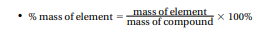 • % mass of element = mass of element / mass of compound × 100%